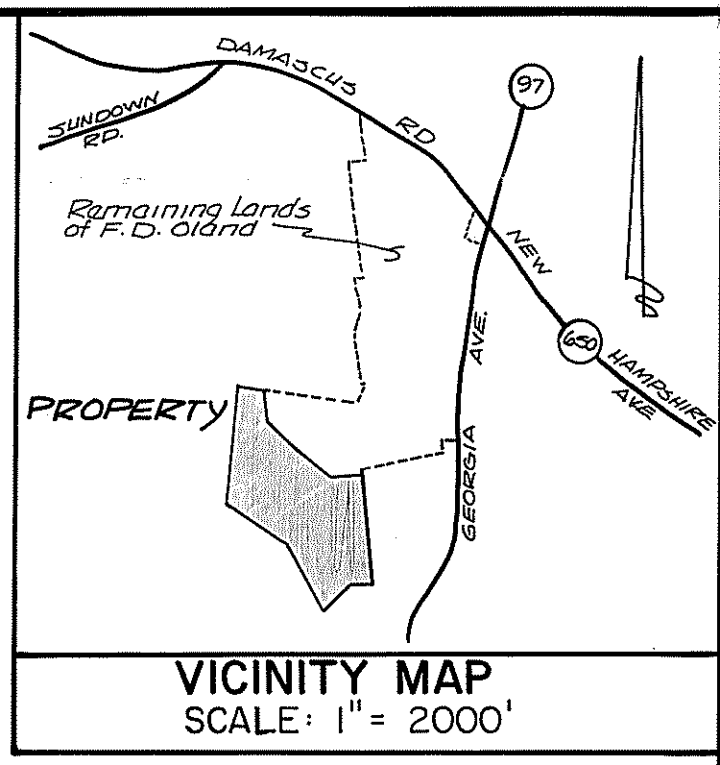 DAMASCUS
RD
97
SUNDOWN
RD.
Remaining Lands
of F.D. Oland
NEW
650
HAMPSHIRE
AVE
GEORGIA
AVE.
PROPERTY
VICINITY MAP
SCALE: 1" = 2000'